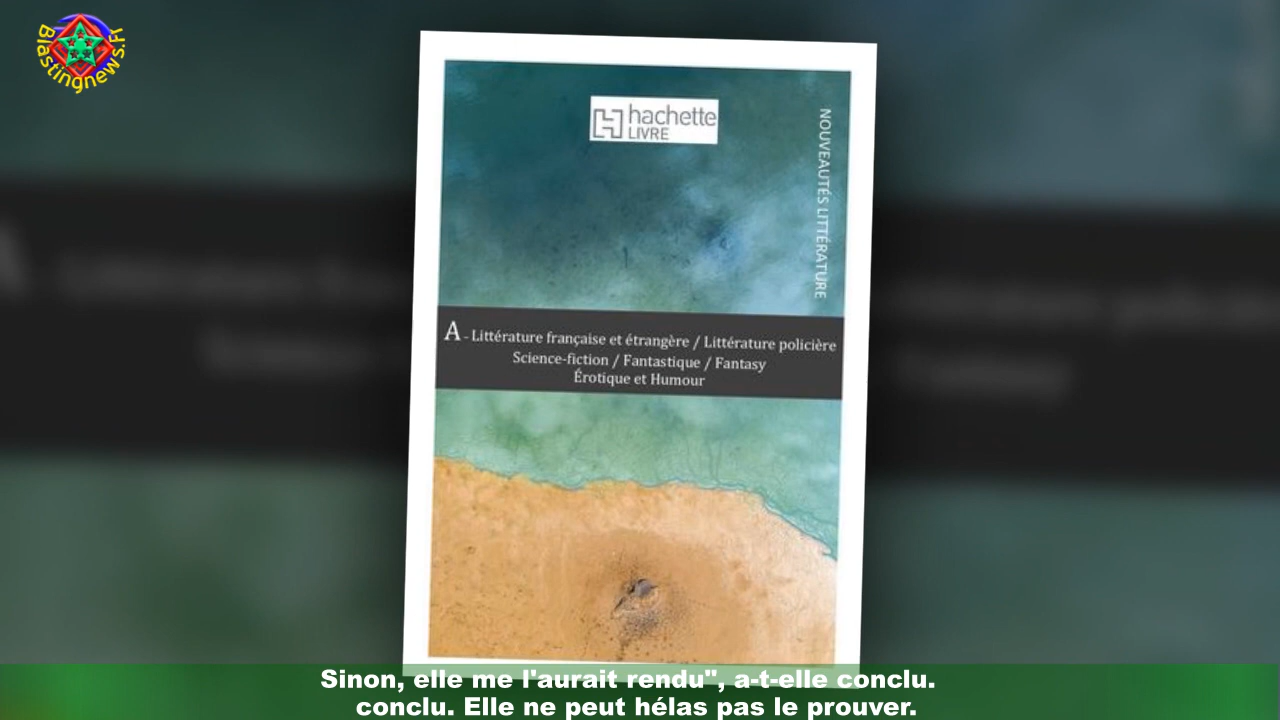 Blastingnews.Fr
hachette
LIVRE
NOUVEAUTÉS LITTÉRATURE
A - Littérature française et étrangère / Littérature policière
Science-fiction / Fantastique / Fantasy
Érotique et Humour
Sinon, elle me l'aurait rendu", a-t-elle conclu.
conclu. Elle ne peut hélas pas le prouver.